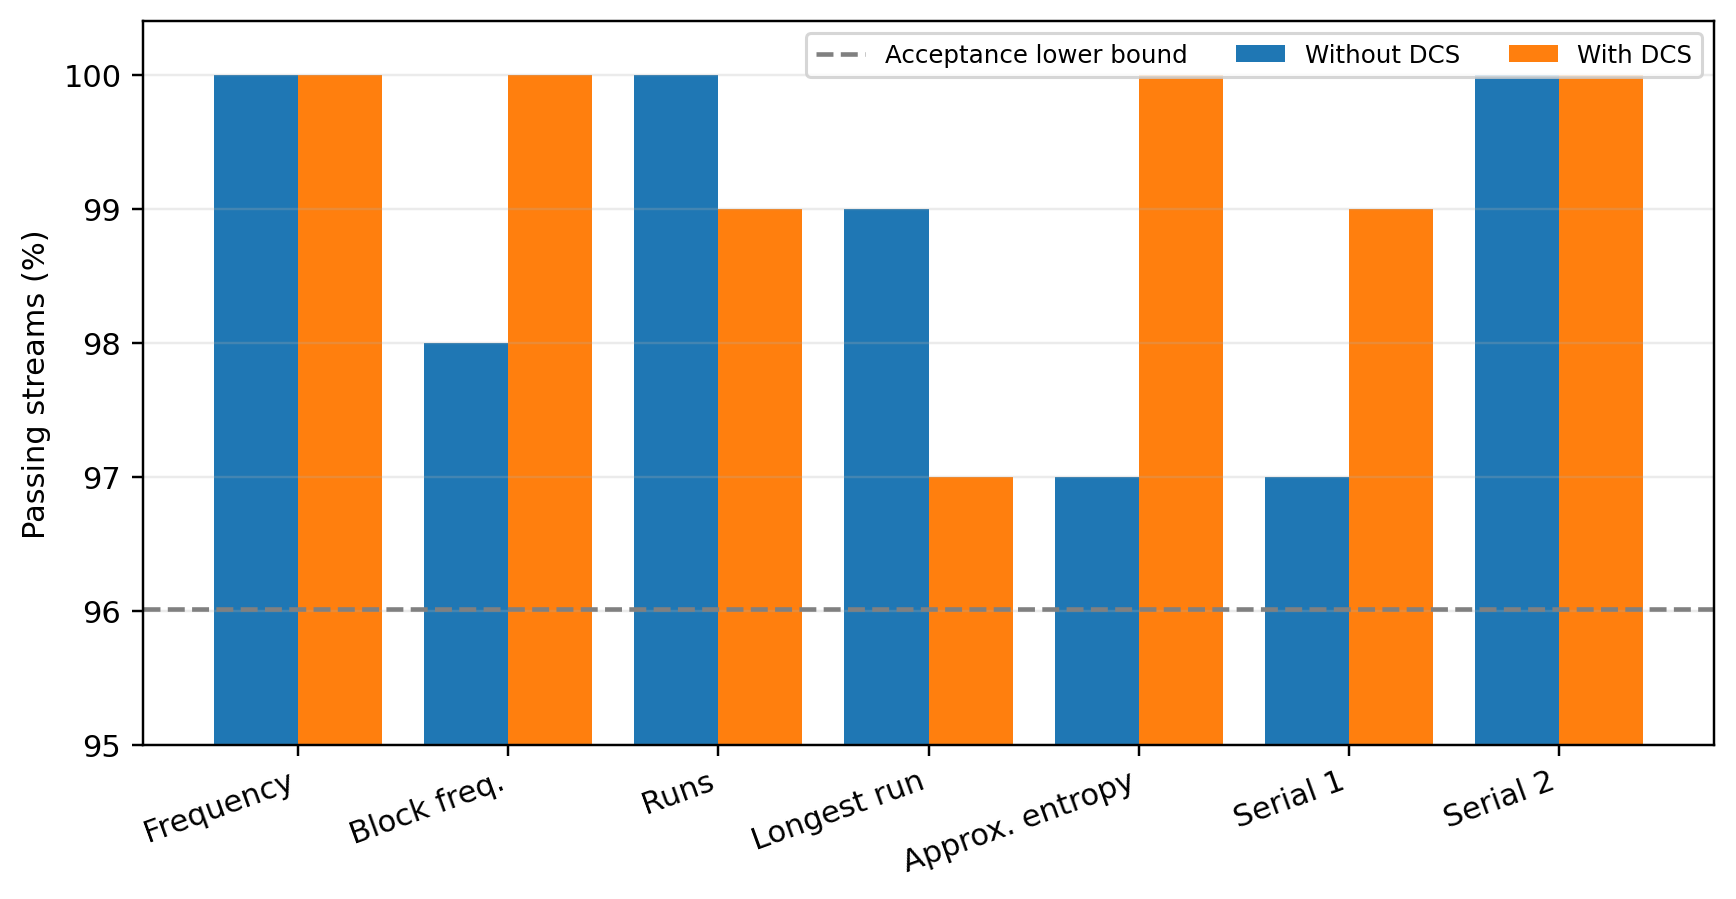 Acceptance lower bound
Without DCS
With DCS
Passing streams (%)
100
99
98
97
96
95
Frequency
Block freq.
Runs
Longest run
Approx. entropy
Serial 1
Serial 2